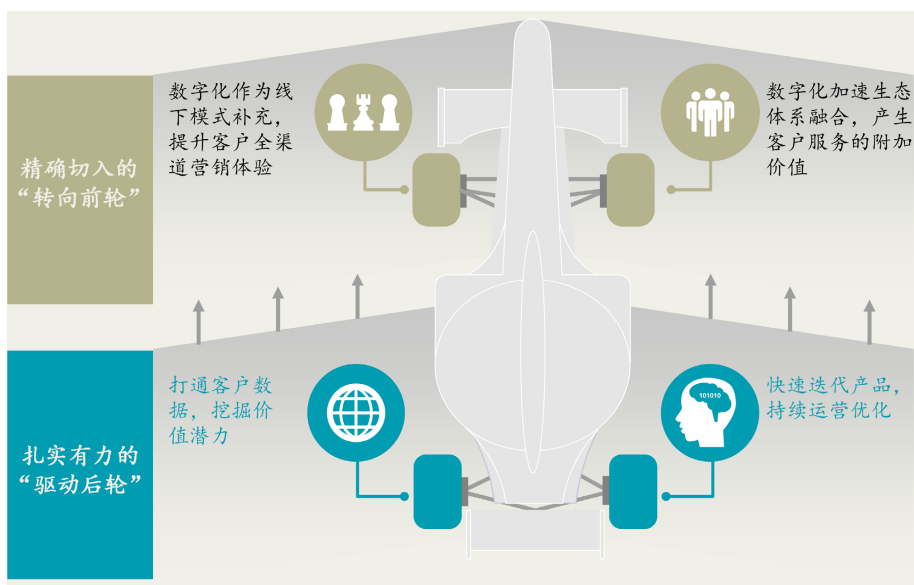 数字化作为线
下模式补充，
提升客户全渠
道营销体验
数字化加速生态
体系融合，产生
客户服务的附加
价值
精确切入的
“转向前轮”
打通客户数
据，挖掘价
值潜力
101010
快速迭代产品，
持续运营优化
扎实有力的
“驱动后轮”